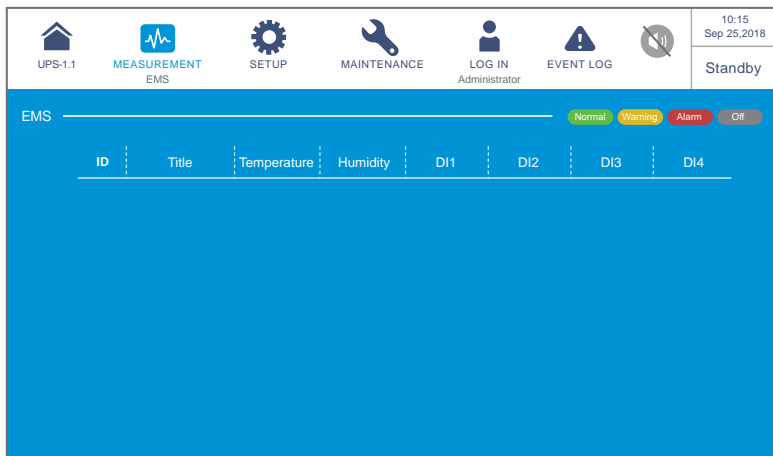 10:15
Sep 25,2018
UPS-1.1
MEASUREMENT
EMS
SETUP
MAINTENANCE
LOG IN
Administrator
EVENT LOG
Standby
EMS
Normal
Warning
Alarm
Off
ID Title Temperature Humidity DI1 DI2 DI3 DI4